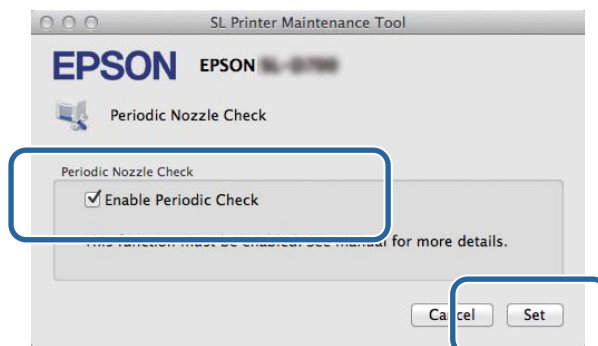 SL Printer Maintenance Tool
EPSON EPSON
Periodic Nozzle Check
Periodic Nozzle Check
Enable Periodic Check
This function must be enabled. See manual for more details.
Cancel Set